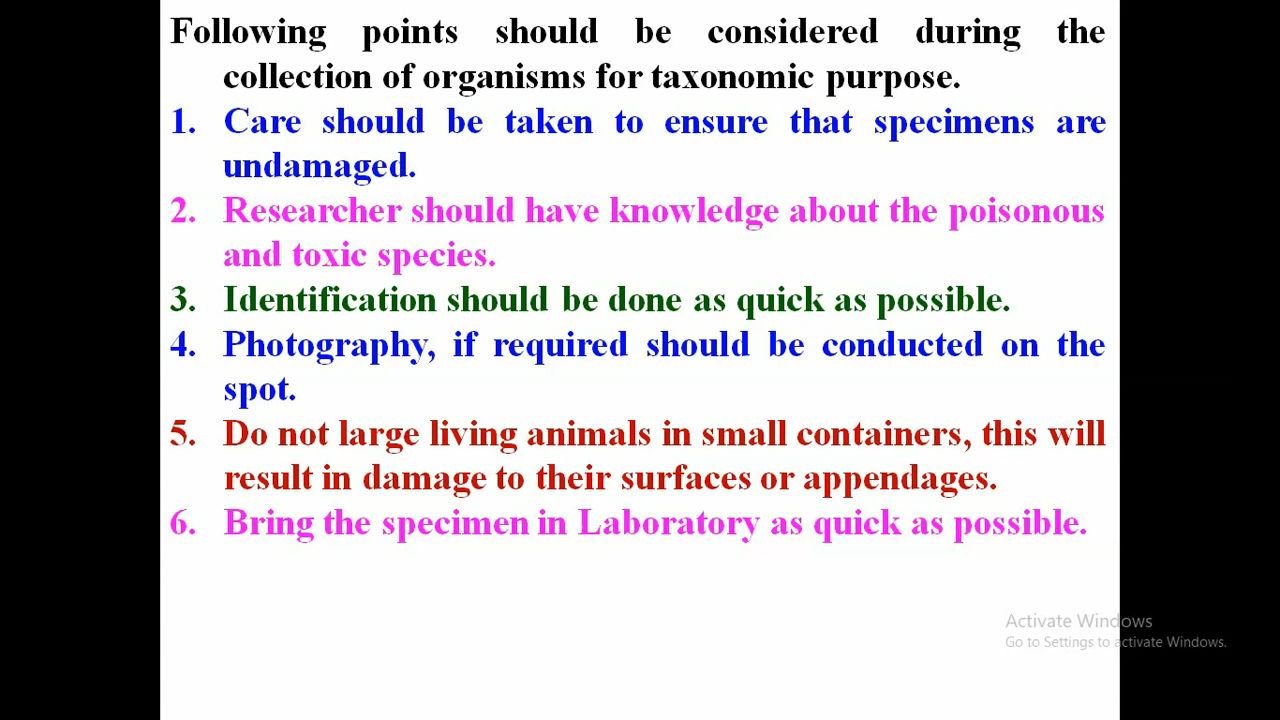 Following points should be considered during the
collection of organisms for taxonomic purpose.
1. Care should be taken to ensure that specimens are
undamaged.
2. Researcher should have knowledge about the poisonous
and toxic species.
3. Identification should be done as quick as possible.
4. Photography, if required should be conducted on the
spot.
5. Do not large living animals in small containers, this will
result in damage to their surfaces or appendages.
6. Bring the specimen in Laboratory as quick as possible.
Activate Windows
Go to Settings to activate Windows.